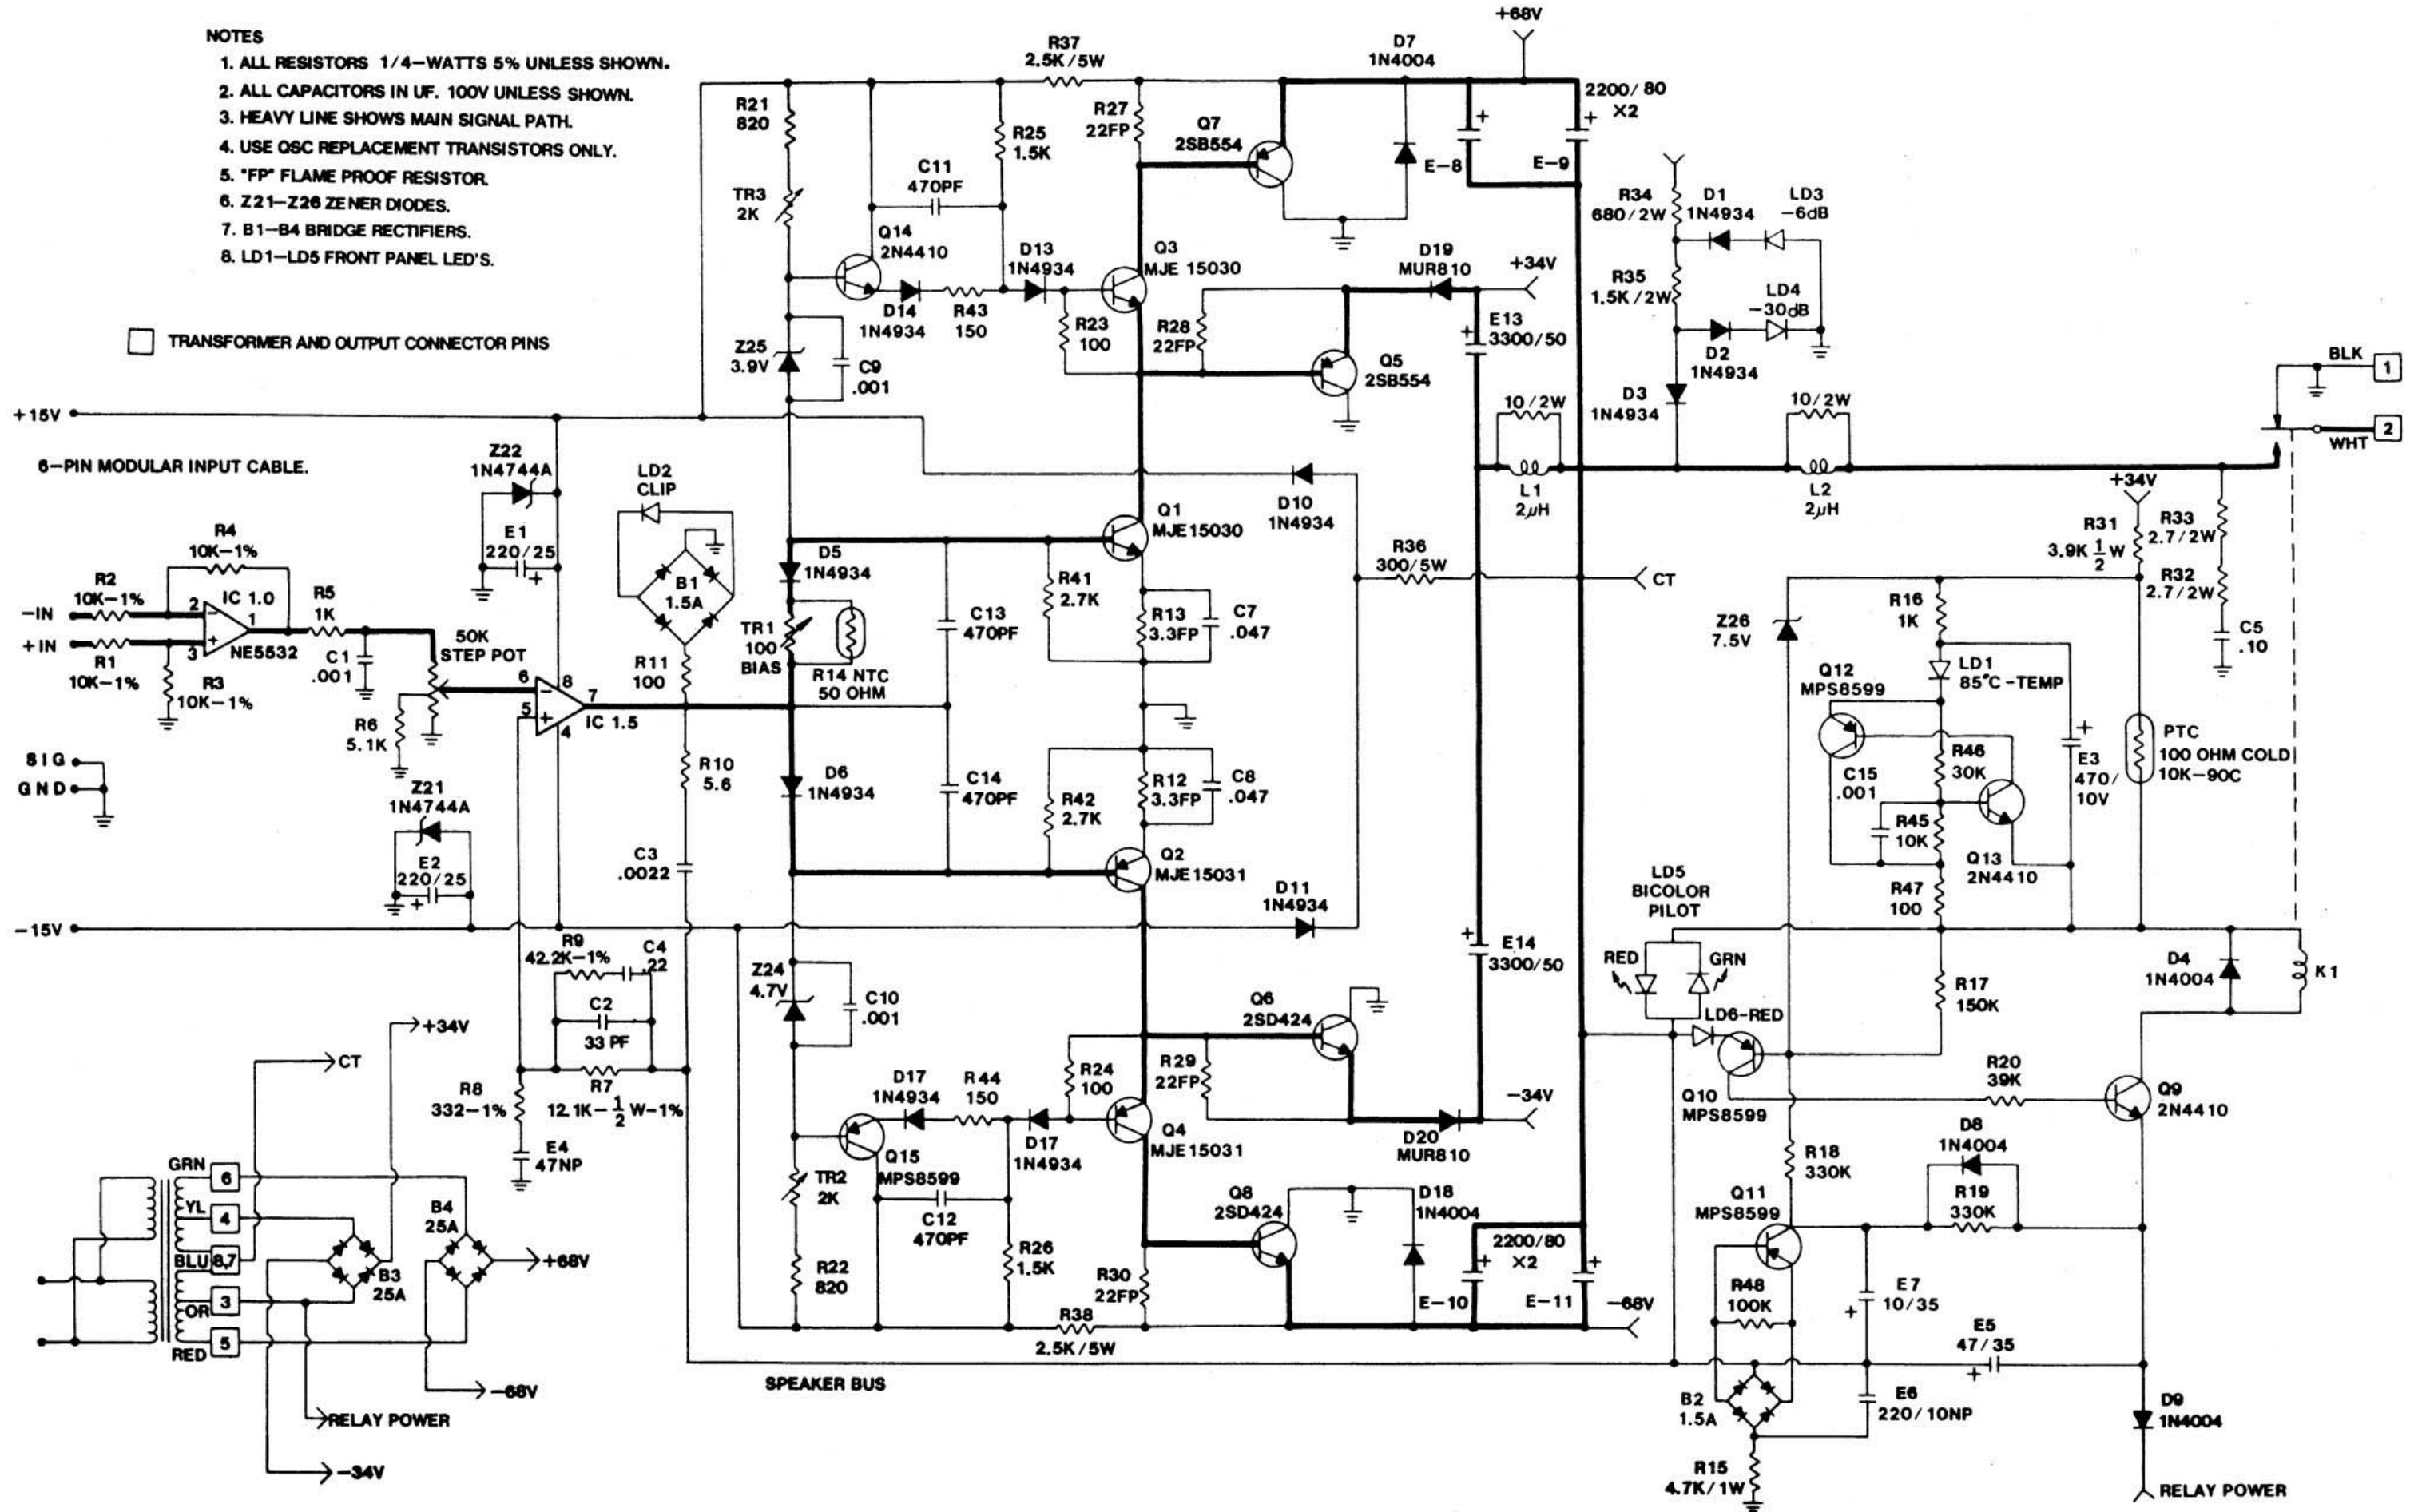 NOTES
1. ALL RESISTORS 1/4-WATTS 5% UNLESS SHOWN.
2. ALL CAPACITORS IN UF. 100V UNLESS SHOWN.
3. HEAVY LINE SHOWS MAIN SIGNAL PATH.
4. USE QSC REPLACEMENT TRANSISTORS ONLY.
5. "FP" FLAME PROOF RESISTOR.
6. Z21-Z26 ZENER DIODES.
7. B1-B4 BRIDGE RECTIFIERS.
8. LD1-LD5 FRONT PANEL LED'S.
TRANSFORMER AND OUTPUT CONNECTOR PINS
+15V
6-PIN MODULAR INPUT CABLE.
R4
10K-1%
R2
10K-1%
-IN
+IN
R1
10K-1%
R3
10K-1%
2
3
1
IC 1.0
NE5532
R5
1K
C1
.001
50K
STEP POT
R6
5.1K
SIG
GND
Z22
1N4744A
E1
220/25
+
Z21
1N4744A
E2
220/25
+
-15V
6
5
8
4
7
IC 1.5
LD2
CLIP
B1
1.5A
R11
100
R10
5.6
C3
.0022
R9
42.2K-1%
C4
.22
C2
33 PF
R7
12.1K-1/2W-1%
R8
332-1%
E4
47NP
R21
820
TR3
2K
Q14
2N4410
C11
470PF
R25
1.5K
R37
2.5K/5W
R27
22FP
D13
1N4934
D14
1N4934
R43
150
Z25
3.9V
C9
.001
R23
100
Q3
MJE 15030
Q7
2SB554
D7
1N4004
+68V
2200/80
X2
+
+
E-8
E-9
R28
22FP
D19
MUR810
+34V
Q5
2SB554
E13
3300/50
+
R34
680/2W
D1
1N4934
LD3
-6dB
R35
1.5K/2W
LD4
-30dB
D2
1N4934
D3
1N4934
10/2W
L1
2µH
10/2W
L2
2µH
BLK
1
2
WHT
D5
1N4934
TR1
100
BIAS
R14 NTC
50 OHM
C13
470PF
R41
2.7K
Q1
MJE15030
R13
3.3FP
C7
.047
D10
1N4934
R36
300/5W
CT
D6
1N4934
C14
470PF
R42
2.7K
R12
3.3FP
C8
.047
Q2
MJE15031
D11
1N4934
E14
3300/50
+
+34V
R31
3.9K 1/2W
R33
2.7/2W
R32
2.7/2W
C5
.10
Z26
7.5V
R16
1K
LD1
85°C-TEMP
Q12
MPS8599
C15
.001
R46
30K
R45
10K
Q13
2N4410
R47
100
+
E3
470/
10V
PTC
100 OHM COLD
10K-90C
LD5
BICOLOR
PILOT
RED
GRN
LD6-RED
R17
150K
D4
1N4004
K1
Q10
MPS8599
R20
39K
Q9
2N4410
D8
1N4004
R18
330K
R19
330K
Q11
MPS8599
R48
100K
E7
10/35
+
E5
47/35
+
B2
1.5A
E6
220/10NP
R15
4.7K/1W
D9
1N4004
RELAY POWER
Z24
4.7V
C10
.001
D17
1N4934
R44
150
D17
1N4934
R24
100
R29
22FP
Q6
2SD424
D20
MUR810
-34V
Q15
MPS8599
TR2
2K
C12
470PF
R22
820
R26
1.5K
R38
2.5K/5W
R30
22FP
Q4
MJE15031
Q8
2SD424
D18
1N4004
2200/80
X2
+
+
E-10
E-11
-68V
SPEAKER BUS
+34V
CT
GRN
6
YL
4
BLU
8,7
OR
3
RED
5
B3
25A
B4
25A
+68V
-68V
RELAY POWER
-34V